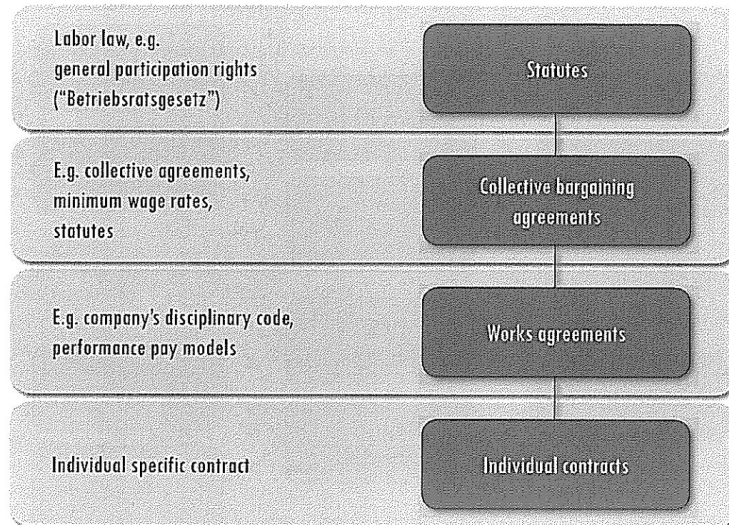 Labor law, e.g.
general participation rights
("Betriebsratsgesetz")
Statutes
E.g. collective agreements,
minimum wage rates,
statutes
Collective bargaining
agreements
E.g. company's disciplinary code,
performance pay models
Works agreements
Individual specific contract
Individual contracts